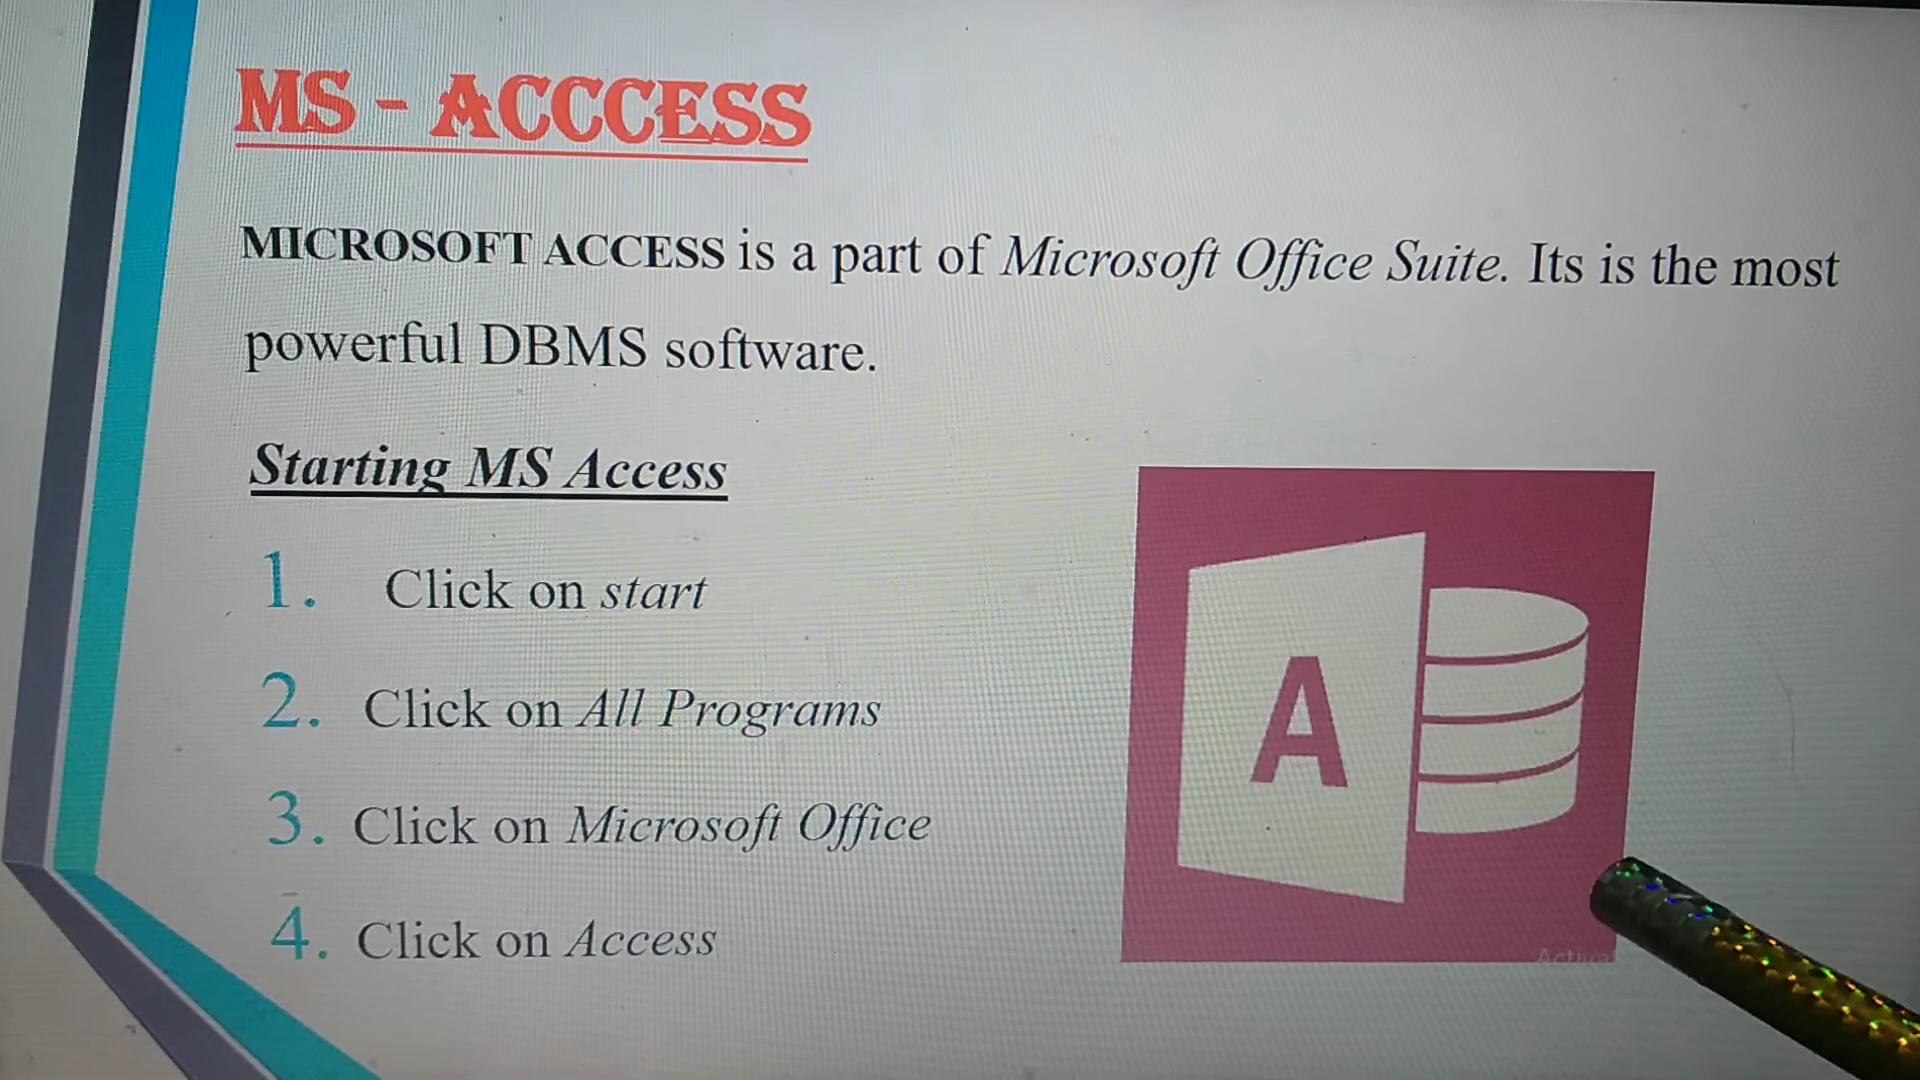 MS - ACCCESS
MICROSOFT ACCESS is a part of Microsoft Office Suite. Its is the most
powerful DBMS software.
Starting MS Access
1. Click on start
2. Click on All Programs
3. Click on Microsoft Office
4. Click on Access
A